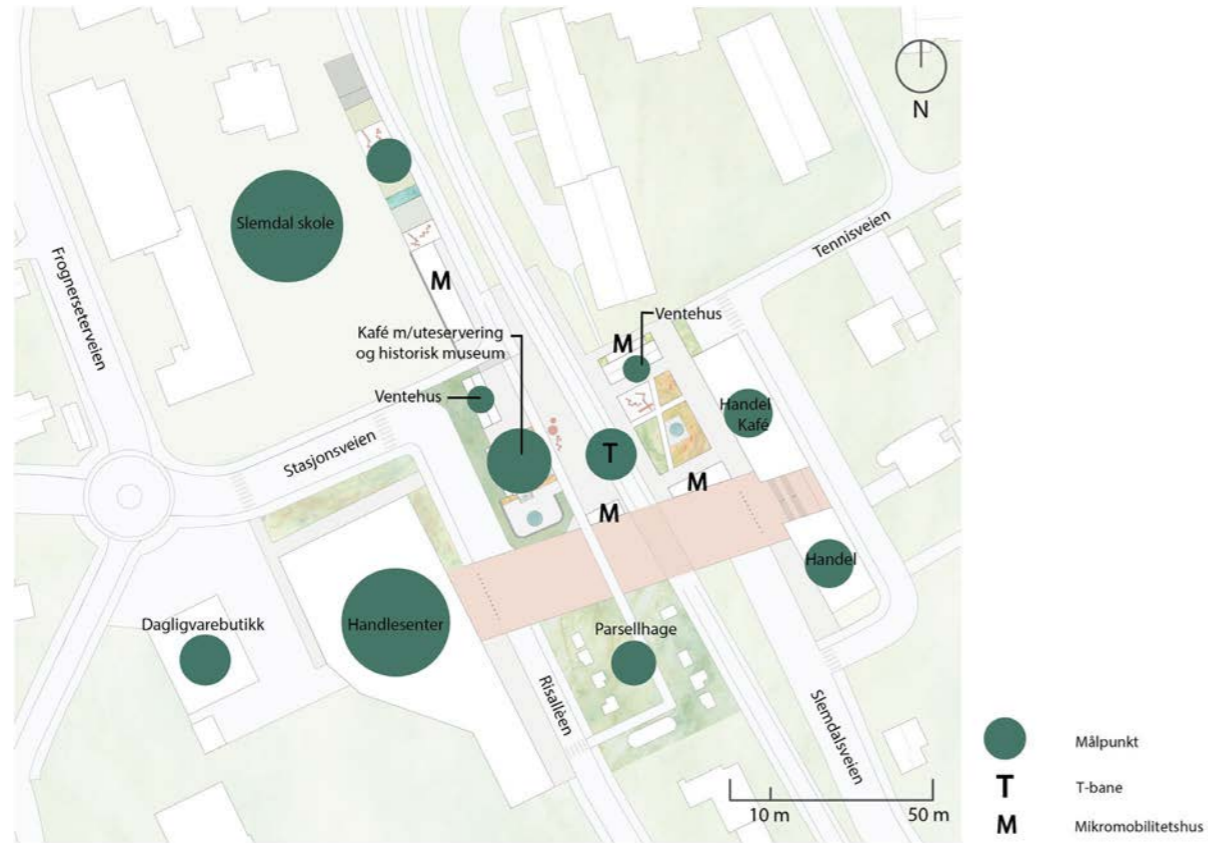 N
Slemdal skole
Tennisveien
Frognerseterveien
M
Ventehus
Kafé m/uteservering
og historisk museum
M
Ventehus
Handel
Kafé
Stasjonsveien
T
M
M
Handel
Dagligvarebutikk
Handlesenter
Parsellhage
Risallèen
Slemdalsveien
Målpunkt
T
T-bane
10 m
50 m
M
Mikromobilitetshus